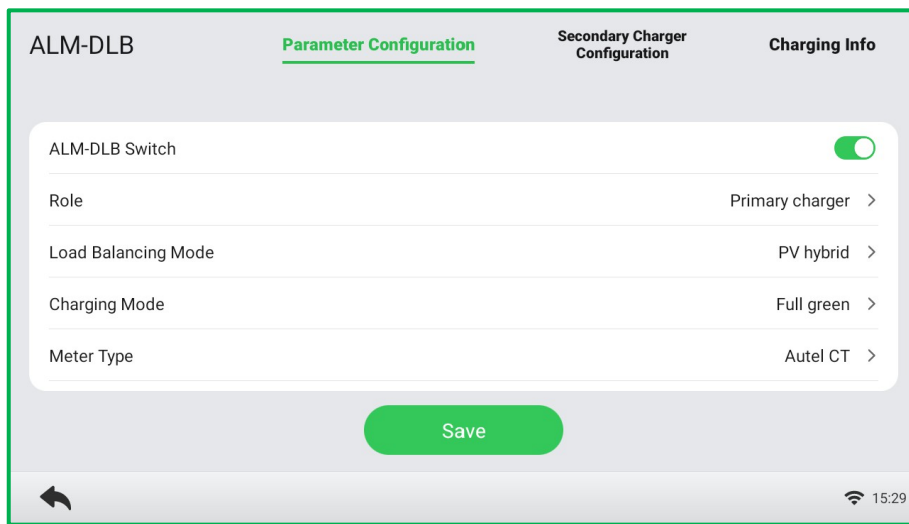 ALM-DLB
Parameter Configuration
Secondary Charger
Configuration
Charging Info
ALM-DLB Switch
Role
Primary charger
Load Balancing Mode
PV hybrid
Charging Mode
Full green
Meter Type
Autel CT
Save
15:29